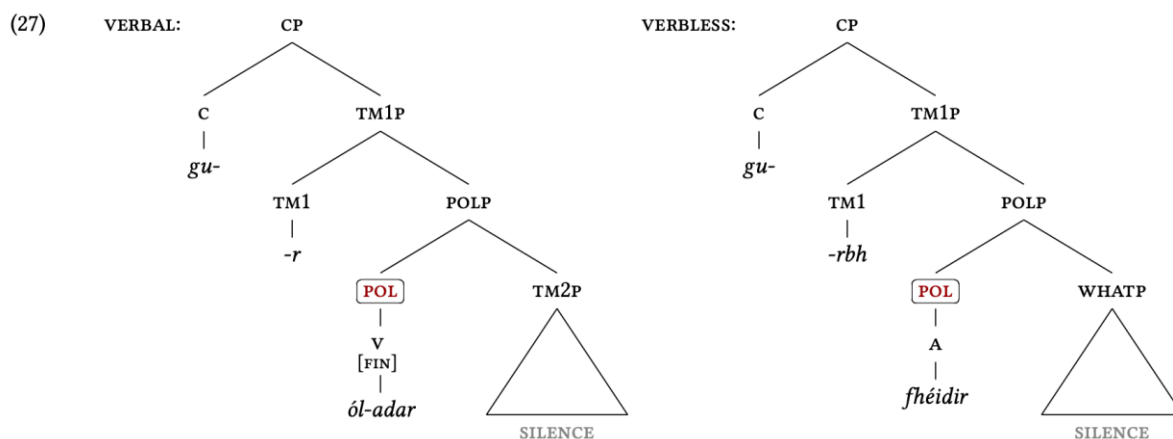 (27) VERBAL: CP VERBLESS: CP
C TM1P C TM1P
gu- gu-
TM1 POLP TM1 POLP
-r -rbh
POL TM2P POL WHATP
V A
[FIN]
ól-adar fhéidir
SILENCE SILENCE